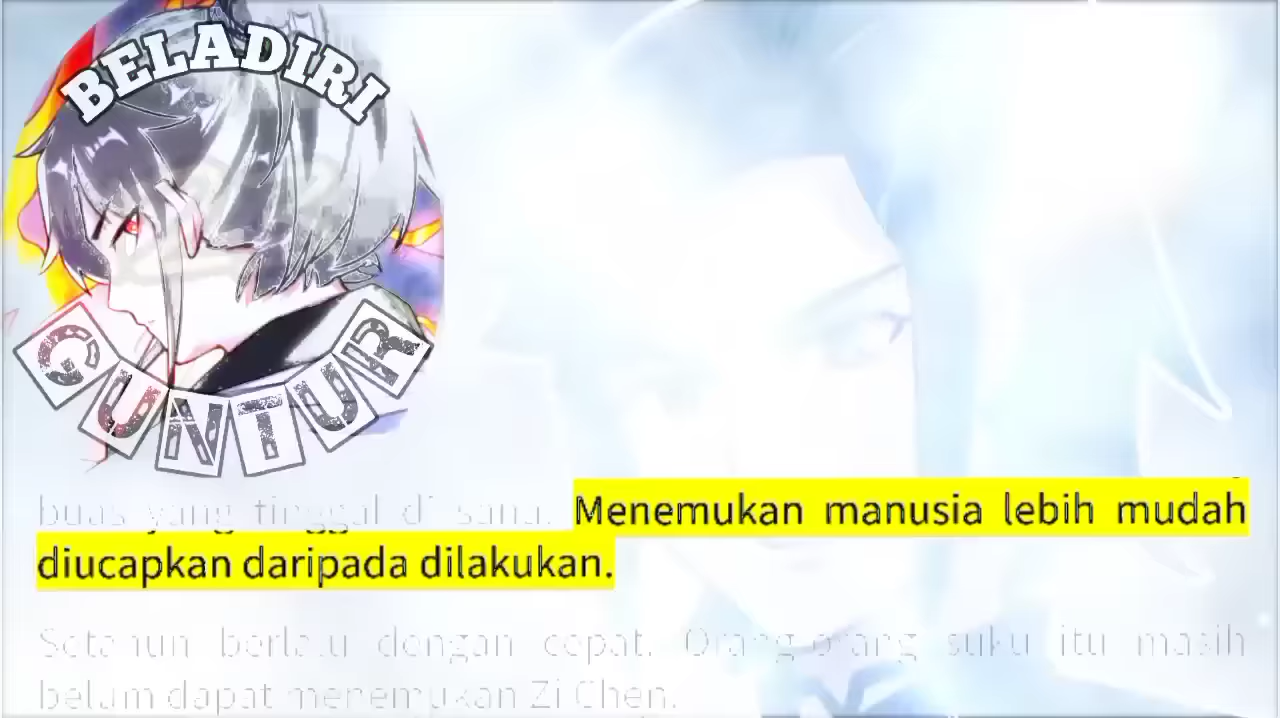 BELADIRI
GUNTUR
buas yang tinggal di sana. Menemukan manusia lebih mudah
diucapkan daripada dilakukan.
Setahun berlalu dengan cepat. Orang-orang suku itu masih
belum dapat menemukan Zi Chen.